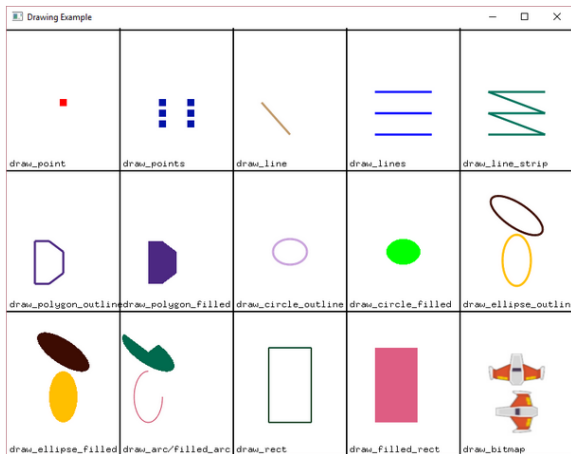 Drawing Example
draw_point
draw_points
draw_line
draw_lines
draw_line_strip
draw_polygon_outline
draw_polygon_filled
draw_circle_outline
draw_circle_filled
draw_ellipse_outlin
draw_ellipse_filled
draw_arc/filled_arc
draw_rect
draw_filled_rect
draw_bitmap